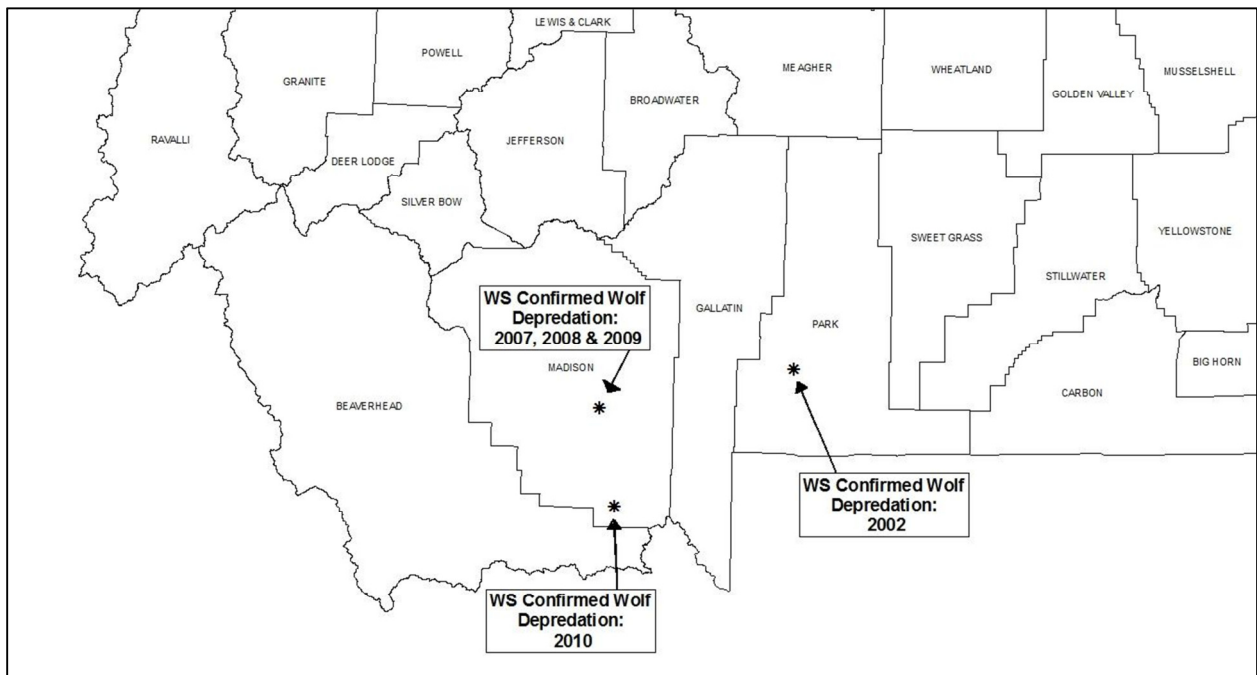 LEWIS & CLARK
POWELL
GRANITE
MEAGHER
WHEATLAND
MUSSELSHELL
GOLDEN VALLEY
BROADWATER
RAVALLI
JEFFERSON
DEER LODGE
SILVER BOW
YELLOWSTONE
SWEET GRASS
STILLWATER
WS Confirmed Wolf
Depredation:
2007, 2008 & 2009
GALLATIN
PARK
MADISON
BIG HORN
CARBON
BEAVERHEAD
WS Confirmed Wolf
Depredation:
2002
WS Confirmed Wolf
Depredation:
2010